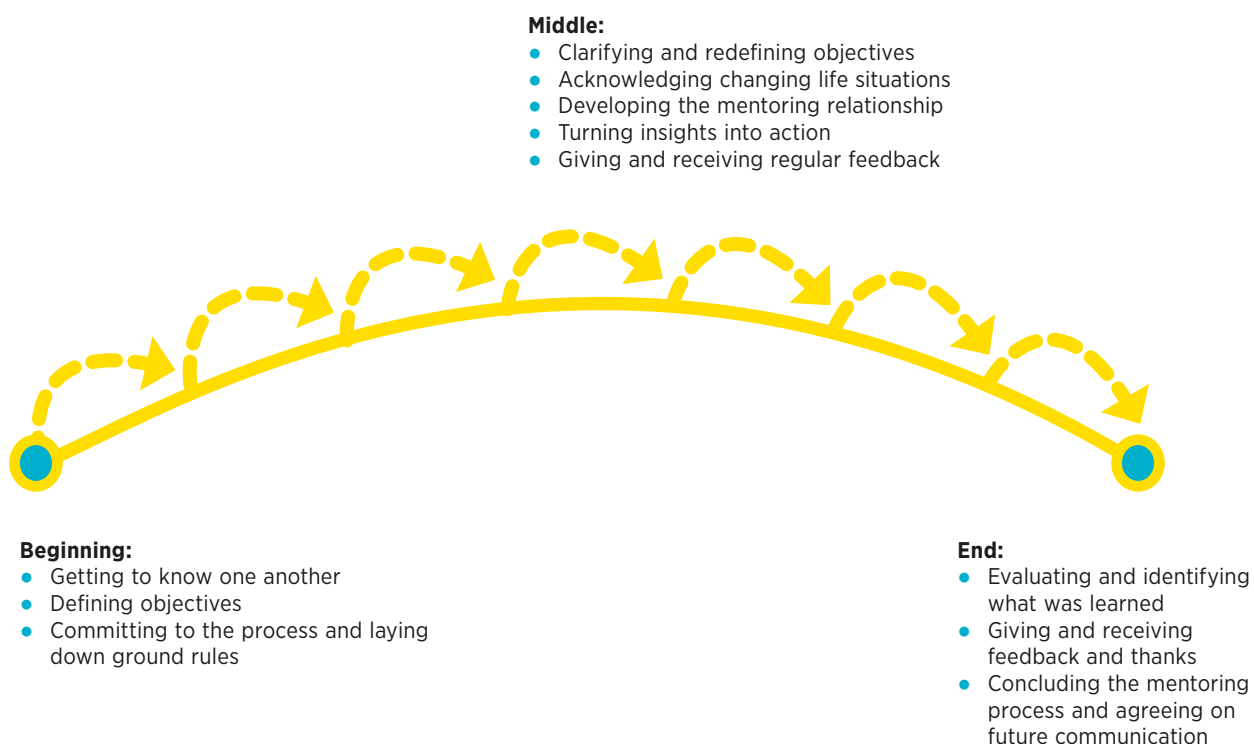 Middle:
• Clarifying and redefining objectives
• Acknowledging changing life situations
• Developing the mentoring relationship
• Turning insights into action
• Giving and receiving regular feedback
Beginning:
• Getting to know one another
• Defining objectives
• Committing to the process and laying
down ground rules
End:
• Evaluating and identifying
what was learned
• Giving and receiving
feedback and thanks
• Concluding the mentoring
process and agreeing on
future communication